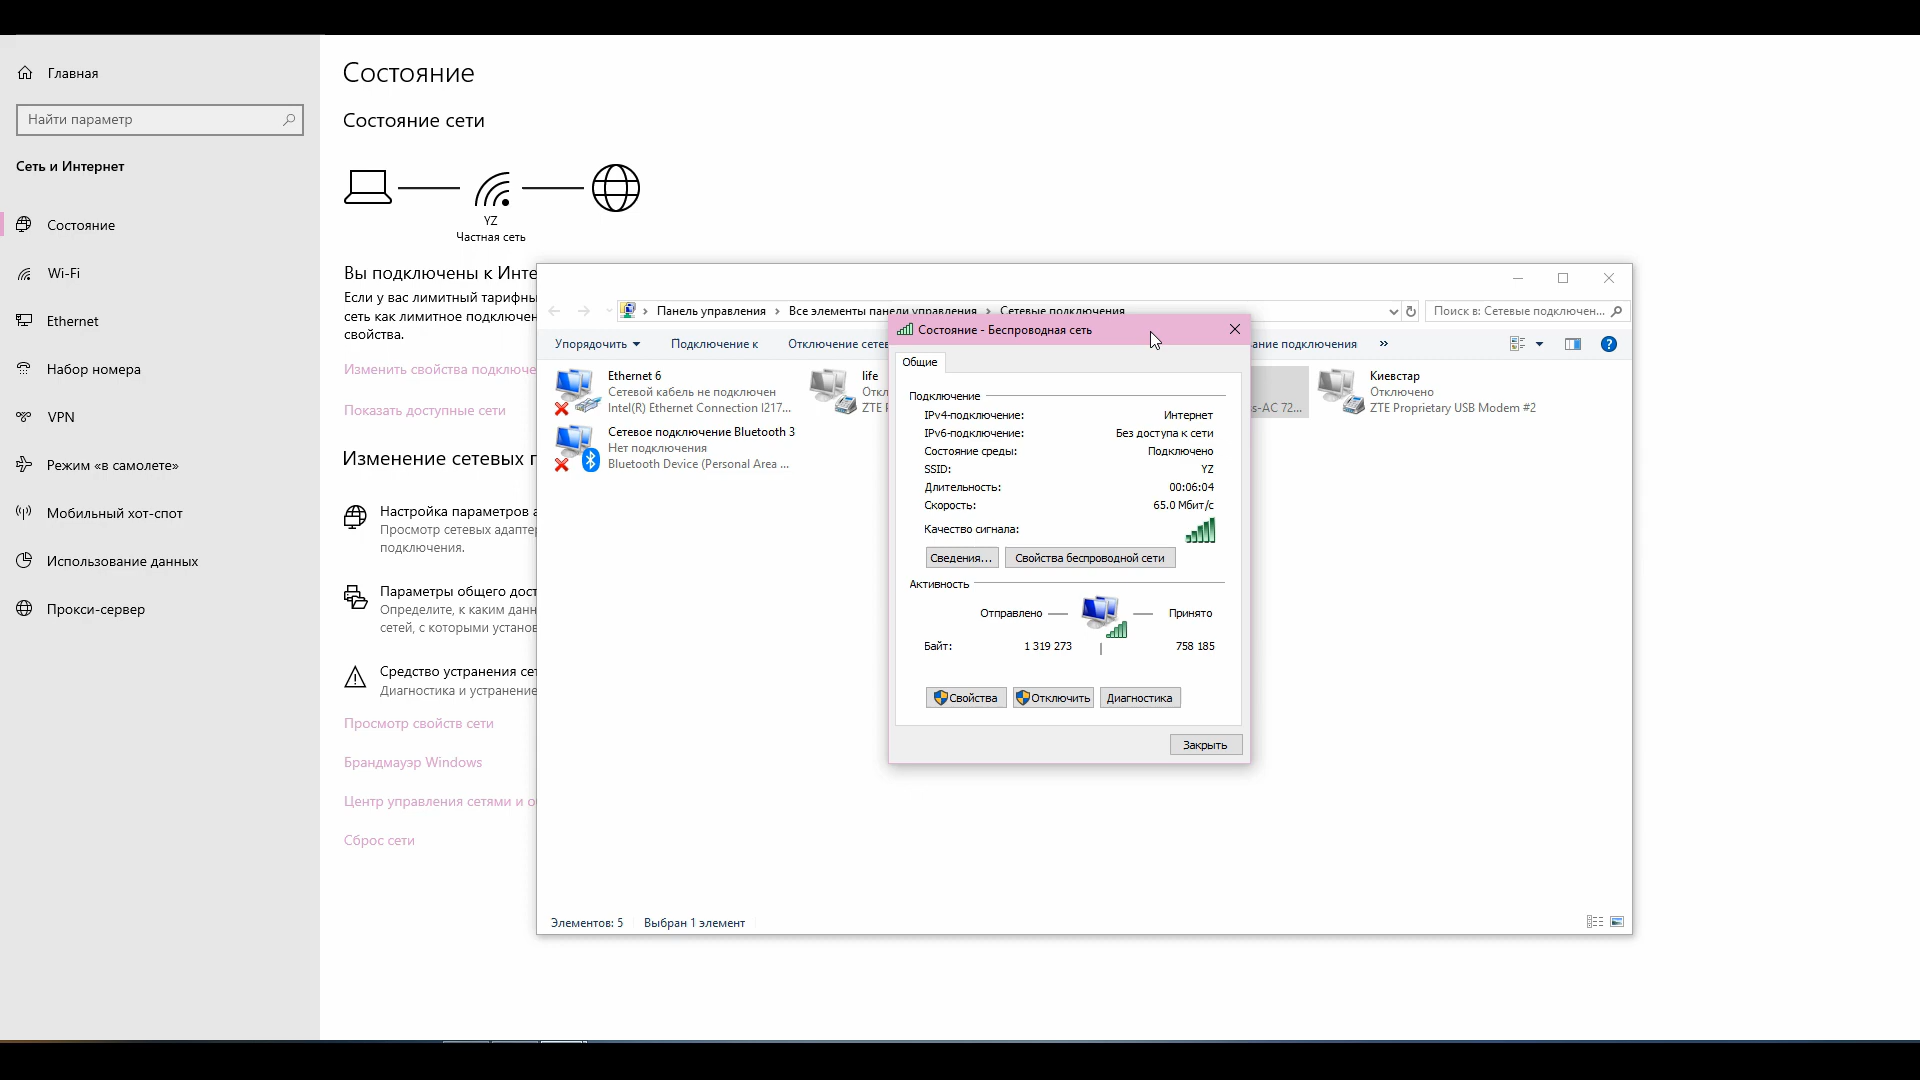 Главная
Найти параметр
Сеть и Интернет
Состояние
Wi-Fi
Ethernet
Набор номера
VPN
Режим «в самолете»
Мобильный хот-спот
Использование данных
Прокси-сервер
Состояние
Состояние сети
YZ
Частная сеть
Вы подключены к Инте
Если у вас лимитный тарифны
сеть как лимитное подключен
свойства.
Изменить свойства подключе
Показать доступные сети
Изменение сетевых п
Настройка параметров а
Просмотр сетевых адапте
подключения.
Параметры общего дост
Определите, к каким данн
сетей, с которыми установ
Средство устранения сет
Диагностика и устранение
Просмотр свойств сети
Брандмауэр Windows
Центр управления сетями и о
Сброс сети
Панель управления > Все элементы панели управления > Сетевые подключения
Поиск в: Сетевые подключен...
Упорядочить Подключение к Отключение сетев
ание подключения »
Ethernet 6
Сетевой кабель не подключен
Intel(R) Ethernet Connection I217...
Сетевое подключение Bluetooth 3
Нет подключения
Bluetooth Device (Personal Area ...
life
Откл
ZTE P
s-AC 72...
Киевстар
Отключено
ZTE Proprietary USB Modem #2
Состояние - Беспроводная сеть
Общие
Подключение
IPv4-подключение: Интернет
IPv6-подключение: Без доступа к сети
Состояние среды: Подключено
SSID: YZ
Длительность: 00:06:04
Скорость: 65.0 Мбит/с
Качество сигнала:
Сведения... Свойства беспроводной сети
Активность
Отправлено — — Принято
Байт: 1 319 273 | 758 185
Свойства Отключить Диагностика
Закрыть
Элементов: 5 Выбран 1 элемент